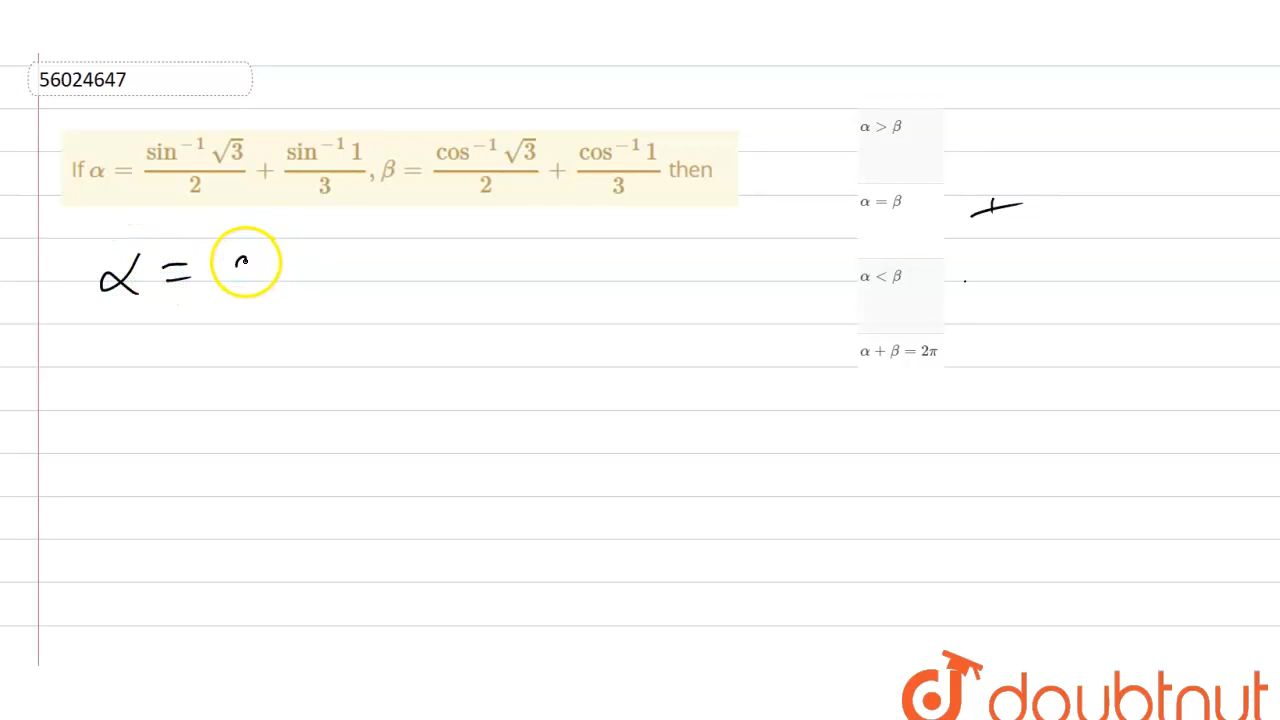 56024647
If α = sin⁻¹ √3 / 2 + sin⁻¹ 1 / 3 , β = cos⁻¹ √3 / 2 + cos⁻¹ 1 / 3 then
α > β
α = β
α < β
α + β = 2π
α =
doubtnut